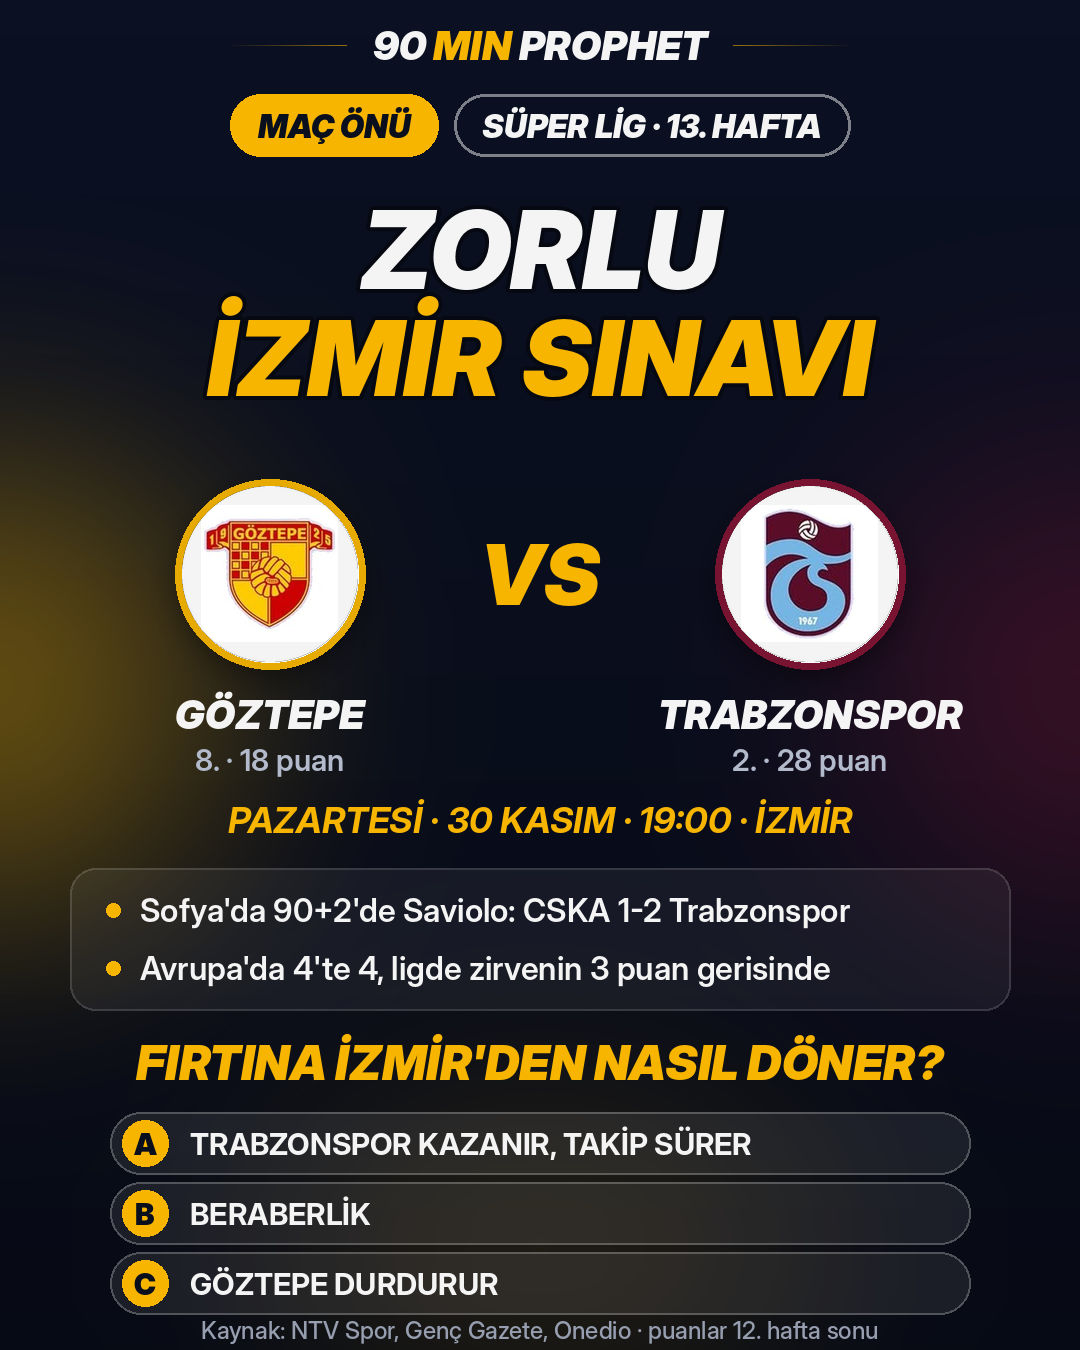 90 MIN PROPHET
MAÇ ÖNÜ
SÜPER LİG · 13. HAFTA
ZORLU
İZMİR SINAVI
19 GÖZTEPE 25
VS
1967
GÖZTEPE
TRABZONSPOR
8. · 18 puan
2. · 28 puan
PAZARTESİ · 30 KASIM · 19:00 · İZMİR
Sofya'da 90+2'de Saviolo: CSKA 1-2 Trabzonspor
Avrupa'da 4'te 4, ligde zirvenin 3 puan gerisinde
FIRTINA İZMİR'DEN NASIL DÖNER?
A TRABZONSPOR KAZANIR, TAKİP SÜRER
B BERABERLİK
C GÖZTEPE DURDURUR
Kaynak: NTV Spor, Genç Gazete, Onedio · puanlar 12. hafta sonu